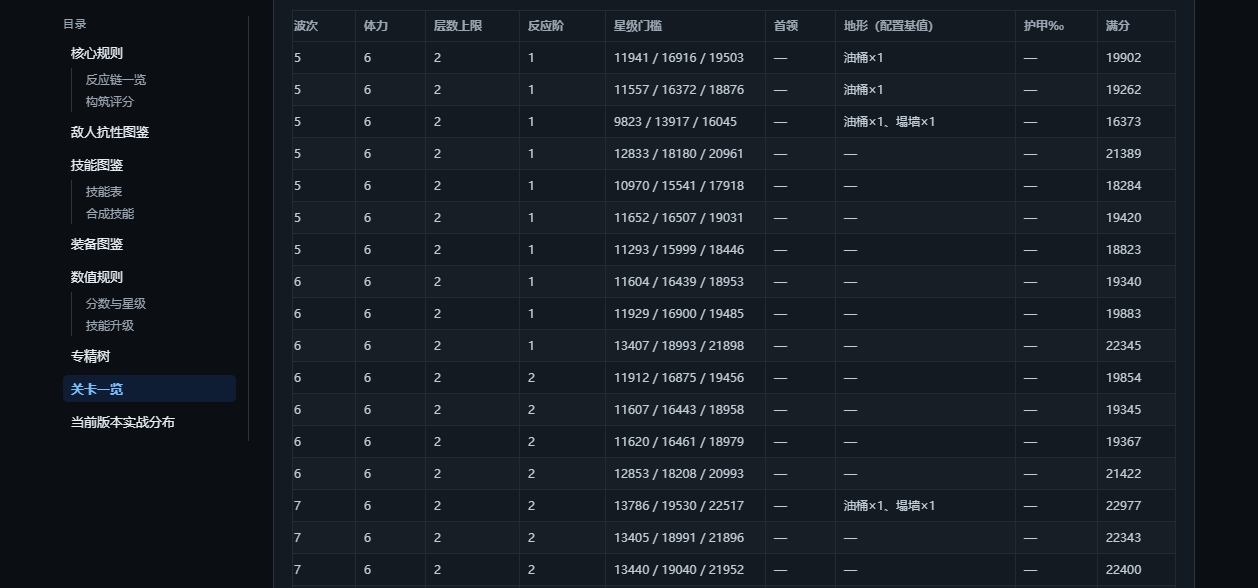 目录
核心规则
反应链一览
构筑评分
敌人抗性图鉴
技能图鉴
技能表
合成技能
装备图鉴
数值规则
分数与星级
技能升级
专精树
关卡一览
当前版本实战分布
波次 体力 层数上限 反应阶 星级门槛 首领 地形（配置基值） 护甲‰ 满分
5 6 2 1 11941 / 16916 / 19503 — 油桶×1 — 19902
5 6 2 1 11557 / 16372 / 18876 — 油桶×1 — 19262
5 6 2 1 9823 / 13917 / 16045 — 油桶×1、塌墙×1 — 16373
5 6 2 1 12833 / 18180 / 20961 — — — 21389
5 6 2 1 10970 / 15541 / 17918 — — — 18284
5 6 2 1 11652 / 16507 / 19031 — — — 19420
5 6 2 1 11293 / 15999 / 18446 — — — 18823
6 6 2 1 11604 / 16439 / 18953 — — — 19340
6 6 2 1 11929 / 16900 / 19485 — — — 19883
6 6 2 1 13407 / 18993 / 21898 — — — 22345
6 6 2 2 11912 / 16875 / 19456 — — — 19854
6 6 2 2 11607 / 16443 / 18958 — — — 19345
6 6 2 2 11620 / 16461 / 18979 — — — 19367
6 6 2 2 12853 / 18208 / 20993 — — — 21422
7 6 2 2 13786 / 19530 / 22517 — 油桶×1、塌墙×1 — 22977
7 6 2 2 13405 / 18991 / 21896 — — — 22343
7 6 2 2 13440 / 19040 / 21952 — — — 22400